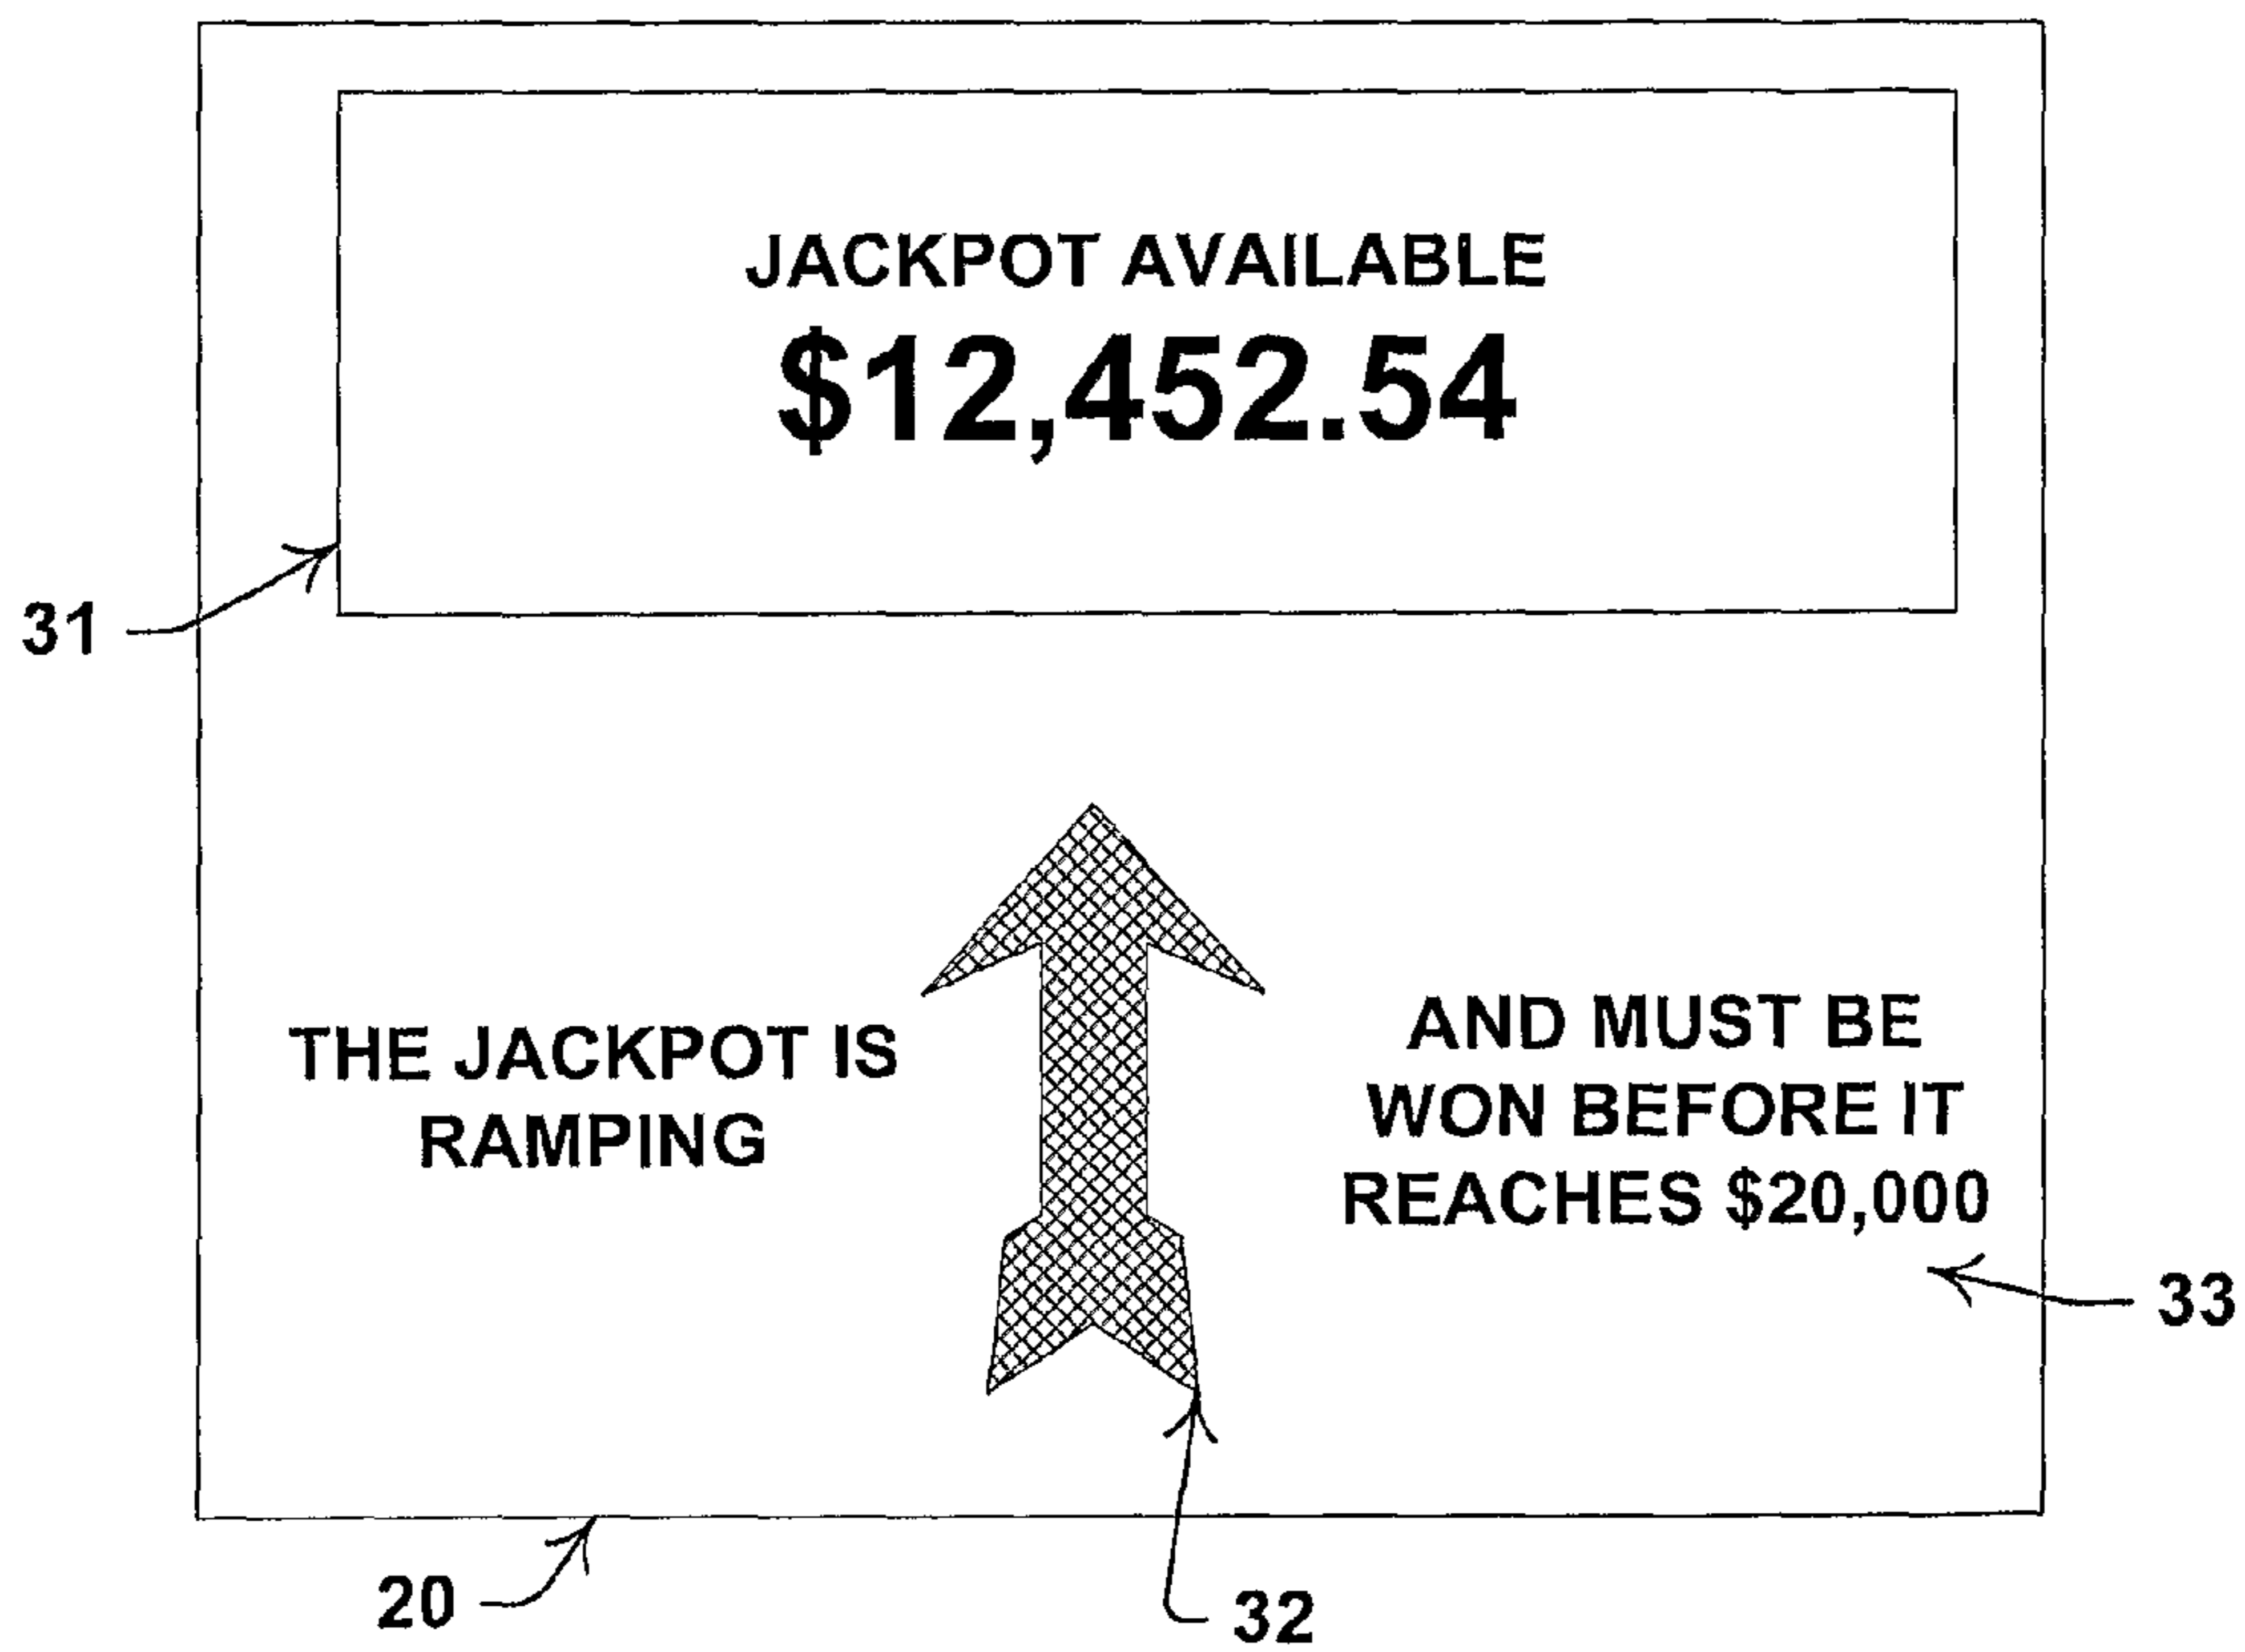 JACKPOT AVAILABLE
$12,452.54
31
THE JACKPOT IS
RAMPING
AND MUST BE
WON BEFORE IT
REACHES $20,000
33
20
32